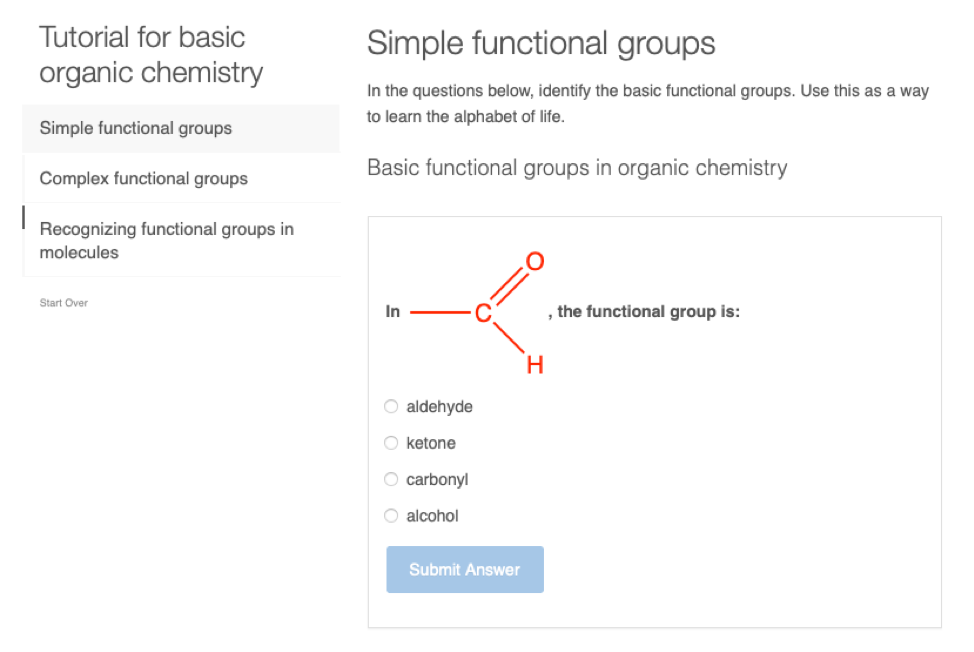 Tutorial for basic
organic chemistry
Simple functional groups
Complex functional groups
Recognizing functional groups in
molecules
Start Over
Simple functional groups
In the questions below, identify the basic functional groups. Use this as a way
to learn the alphabet of life.
Basic functional groups in organic chemistry
O
In C , the functional group is:
H
aldehyde
ketone
carbonyl
alcohol
Submit Answer